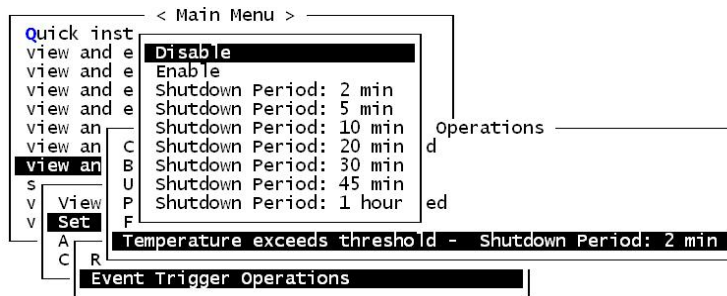 < Main Menu >
Quick inst
view and e Disable
view and e Enable
view and e Shutdown Period: 2 min
view and e Shutdown Period: 5 min
view an Shutdown Period: 10 min Operations
view an C Shutdown Period: 20 min d
view an B Shutdown Period: 30 min
s U Shutdown Period: 45 min
v View P Shutdown Period: 1 hour ed
v Set F
A Temperature exceeds threshold - Shutdown Period: 2 min
C R
Event Trigger Operations